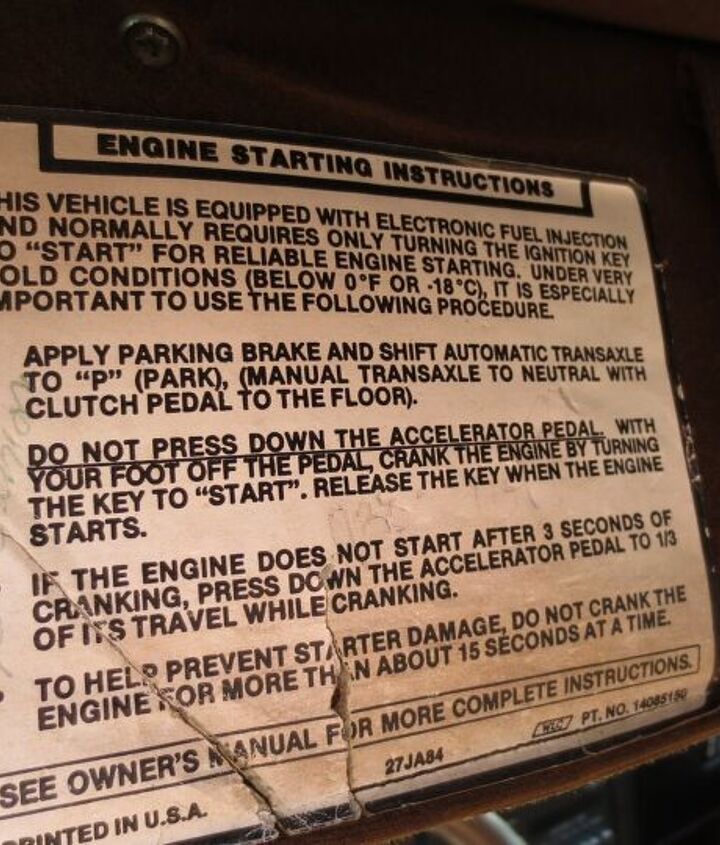 ENGINE STARTING INSTRUCTIONS
HIS VEHICLE IS EQUIPPED WITH ELECTRONIC FUEL INJECTION
ND NORMALLY REQUIRES ONLY TURNING THE IGNITION KEY
O “START” FOR RELIABLE ENGINE STARTING. UNDER VERY
OLD CONDITIONS (BELOW 0°F OR -18°C), IT IS ESPECIALLY
MPORTANT TO USE THE FOLLOWING PROCEDURE.
APPLY PARKING BRAKE AND SHIFT AUTOMATIC TRANSAXLE
TO “P” (PARK), (MANUAL TRANSAXLE TO NEUTRAL WITH
CLUTCH PEDAL TO THE FLOOR).
DO NOT PRESS DOWN THE ACCELERATOR PEDAL. WITH
YOUR FOOT OFF THE PEDAL, CRANK THE ENGINE BY TURNING
THE KEY TO “START”. RELEASE THE KEY WHEN THE ENGINE
STARTS.
IF THE ENGINE DOES NOT START AFTER 3 SECONDS OF
CRANKING, PRESS DOWN THE ACCELERATOR PEDAL TO 1/3
OF ITS TRAVEL WHILE CRANKING.
TO HELP PREVENT STARTER DAMAGE, DO NOT CRANK THE
ENGINE FOR MORE THAN ABOUT 15 SECONDS AT A TIME.
SEE OWNER'S MANUAL FOR MORE COMPLETE INSTRUCTIONS.
PRINTED IN U.S.A. 27JA84 PT. NO. 14085150